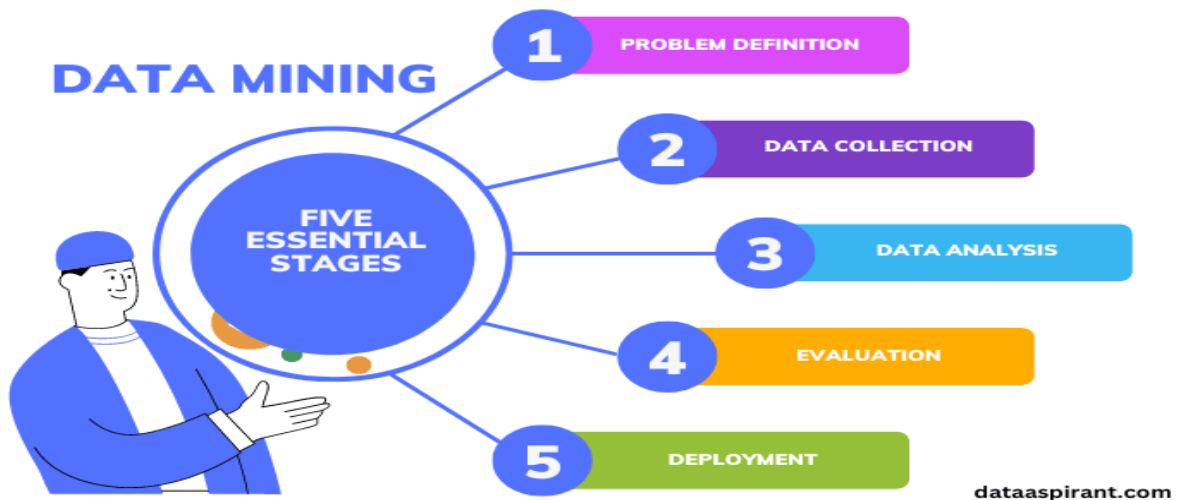 DATA MINING
FIVE
ESSENTIAL
STAGES
1
PROBLEM DEFINITION
2
DATA COLLECTION
3
DATA ANALYSIS
4
EVALUATION
5
DEPLOYMENT
dataaspirant.com